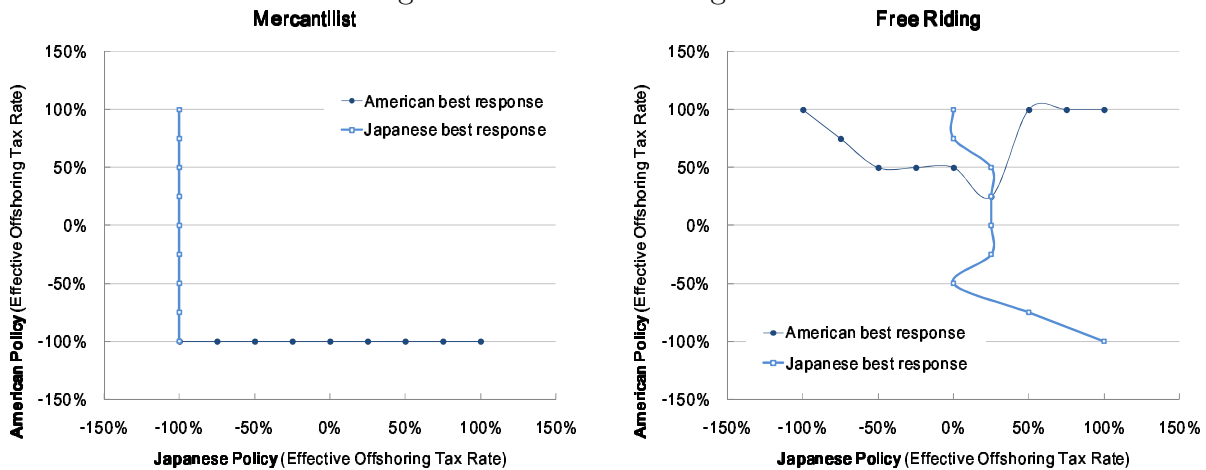 Mercantilist
150%
100%
50%
0%
-50%
-100%
-150%
American Policy (Effective Offshoring Tax Rate)
American best response
Japanese best response
-150% -100% -50% 0% 50% 100% 150%
Japanese Policy (Effective Offshoring Tax Rate)
Free Riding
150%
100%
50%
0%
-50%
-100%
-150%
American Policy (Effective Offshoring Tax Rate)
American best response
Japanese best response
-150% -100% -50% 0% 50% 100% 150%
Japanese Policy (Effective Offshoring Tax Rate)